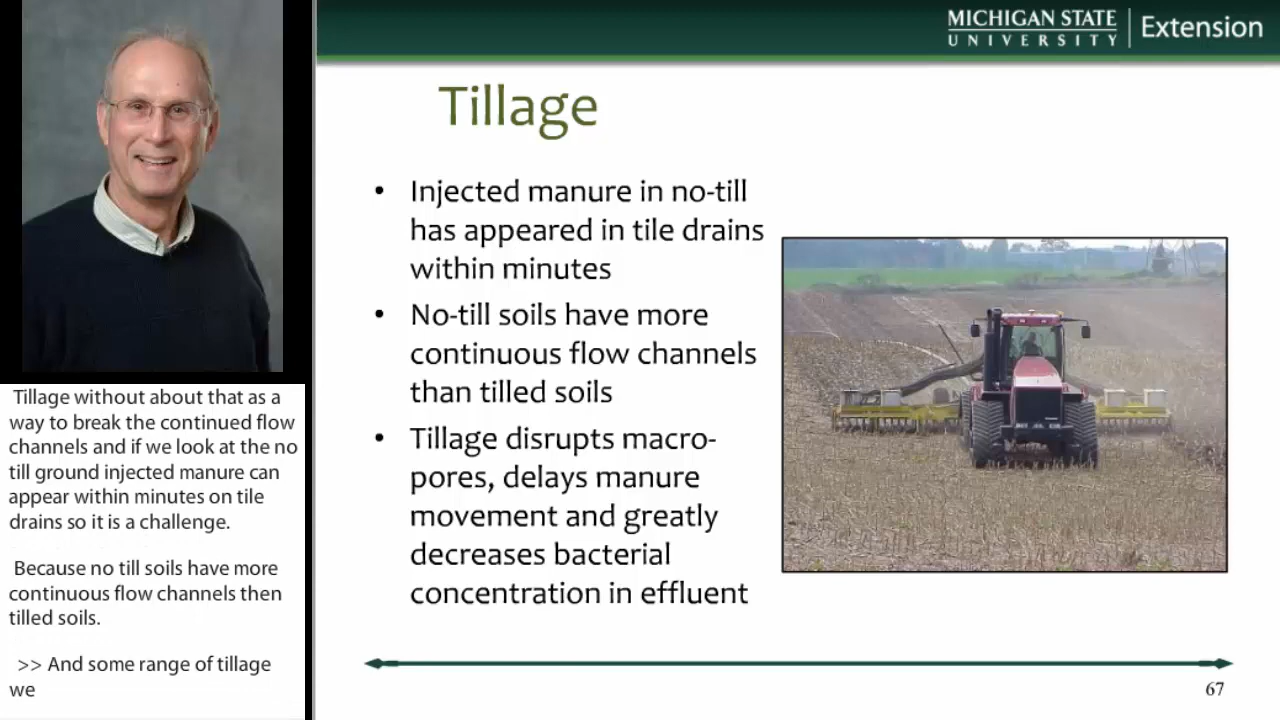 MICHIGAN STATE
UNIVERSITY
Extension
Tillage
• Injected manure in no-till
has appeared in tile drains
within minutes
• No-till soils have more
continuous flow channels
than tilled soils
• Tillage disrupts macro-
pores, delays manure
movement and greatly
decreases bacterial
concentration in effluent
67
Tillage without about that as a
way to break the continued flow
channels and if we look at the no
till ground injected manure can
appear within minutes on tile
drains so it is a challenge.
Because no till soils have more
continuous flow channels then
tilled soils.
>> And some range of tillage
we